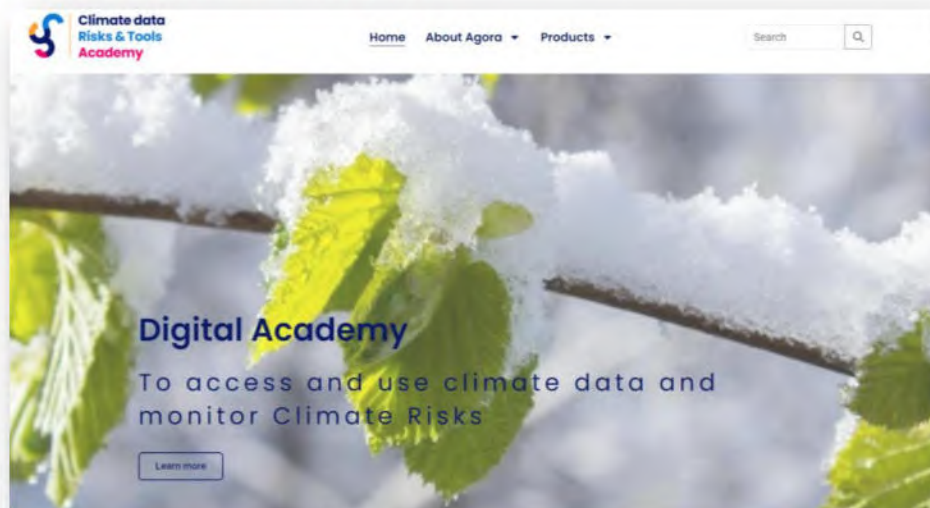 Climate data
Risks & Tools
Academy
Home About Agora Products Search
Digital Academy
To access and use climate data and
monitor Climate Risks
Learn more